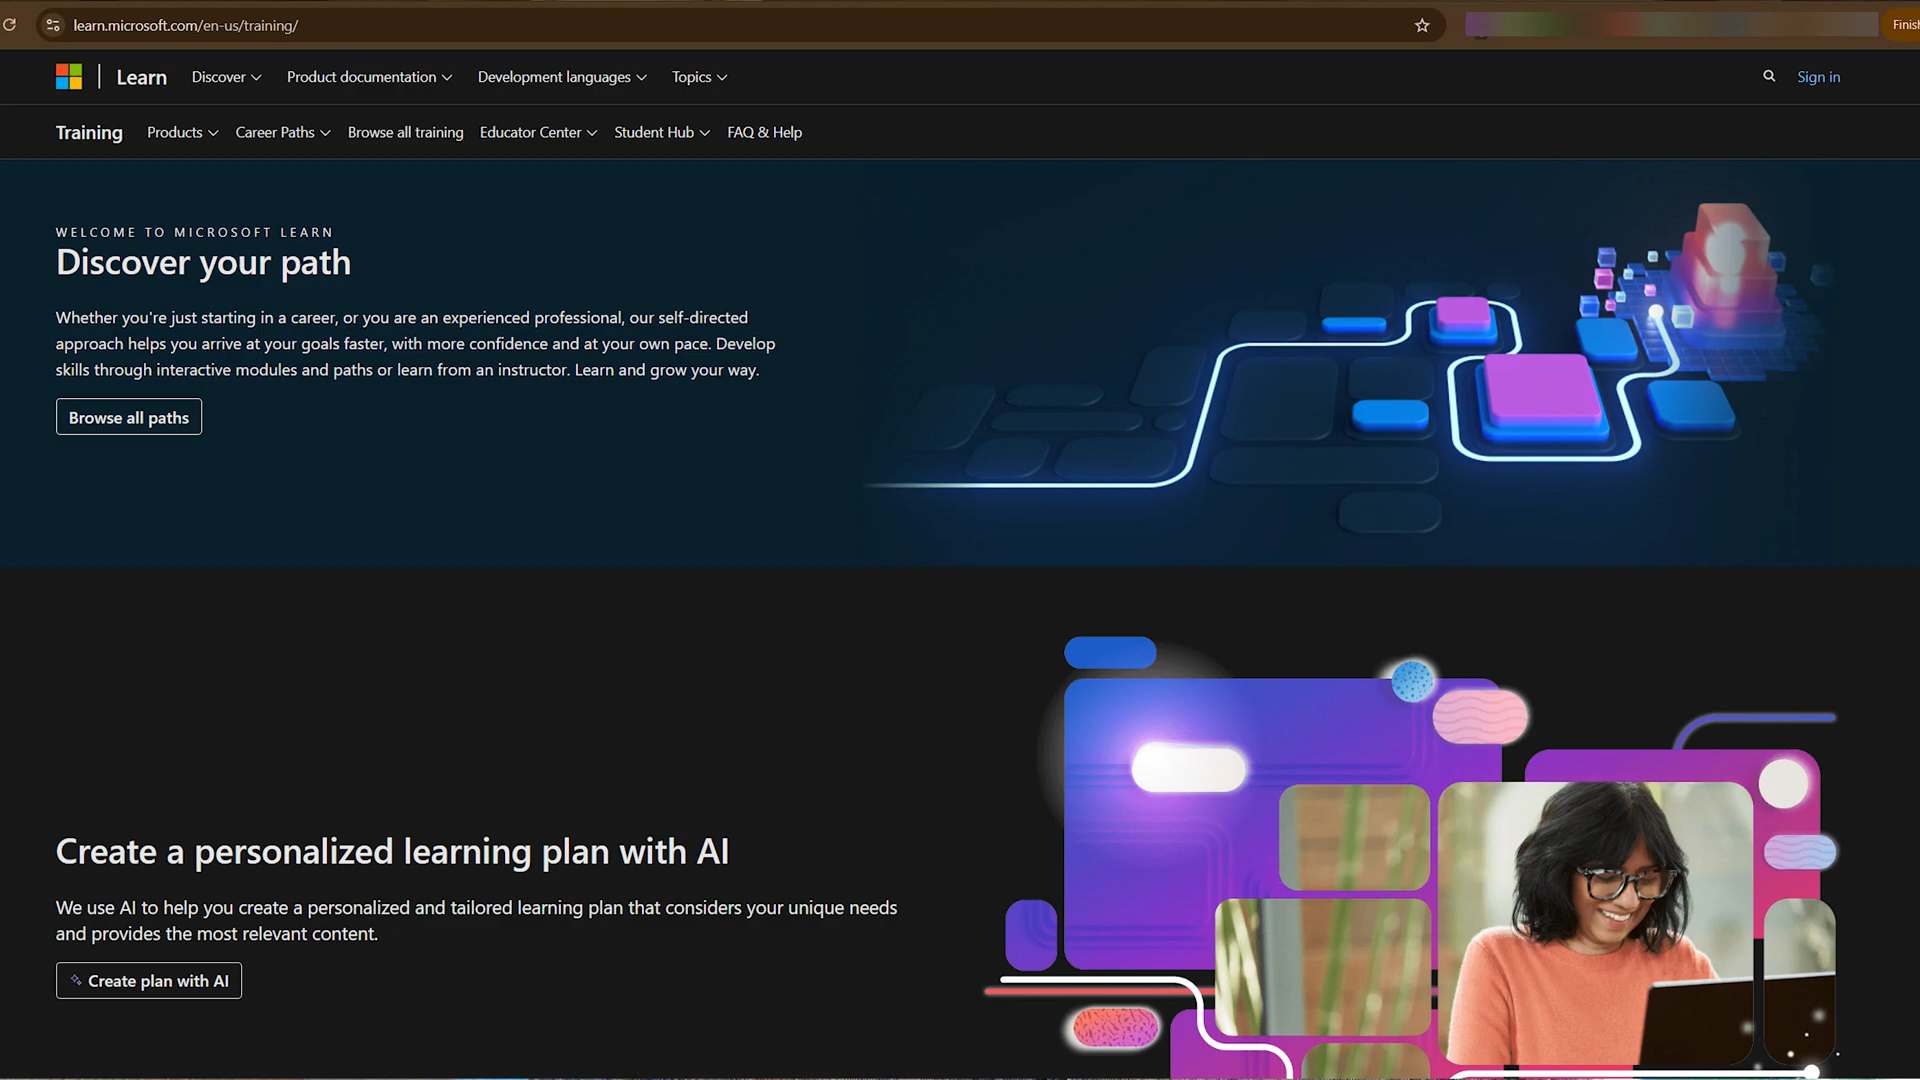 learn.microsoft.com/en-us/training/
Finish
Learn Discover Product documentation Development languages Topics Sign in
Training Products Career Paths Browse all training Educator Center Student Hub FAQ & Help
WELCOME TO MICROSOFT LEARN
Discover your path
Whether you're just starting in a career, or you are an experienced professional, our self-directed
approach helps you arrive at your goals faster, with more confidence and at your own pace. Develop
skills through interactive modules and paths or learn from an instructor. Learn and grow your way.
Browse all paths
Create a personalized learning plan with AI
We use AI to help you create a personalized and tailored learning plan that considers your unique needs
and provides the most relevant content.
Create plan with AI